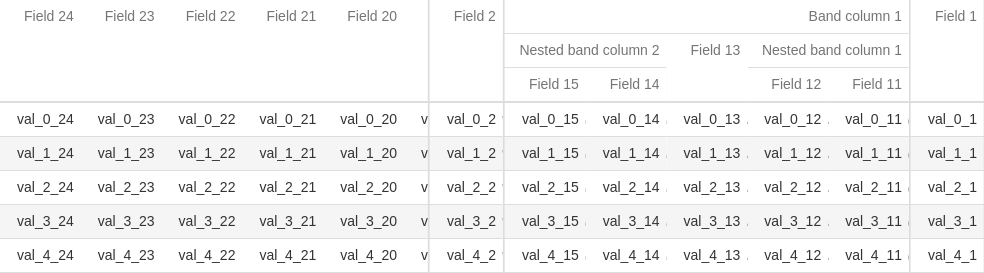 Field 24 Field 23 Field 22 Field 21 Field 20 Field 2 Band column 1 Field 1
Nested band column 2 Field 13 Nested band column 1
Field 15 Field 14 Field 12 Field 11
val_0_24 val_0_23 val_0_22 val_0_21 val_0_20 v val_0_2 val_0_15 val_0_14 val_0_13 val_0_12 val_0_11 val_0_1
val_1_24 val_1_23 val_1_22 val_1_21 val_1_20 v val_1_2 val_1_15 val_1_14 val_1_13 val_1_12 val_1_11 val_1_1
val_2_24 val_2_23 val_2_22 val_2_21 val_2_20 v val_2_2 val_2_15 val_2_14 val_2_13 val_2_12 val_2_11 val_2_1
val_3_24 val_3_23 val_3_22 val_3_21 val_3_20 v val_3_2 val_3_15 val_3_14 val_3_13 val_3_12 val_3_11 val_3_1
val_4_24 val_4_23 val_4_22 val_4_21 val_4_20 v val_4_2 val_4_15 val_4_14 val_4_13 val_4_12 val_4_11 val_4_1